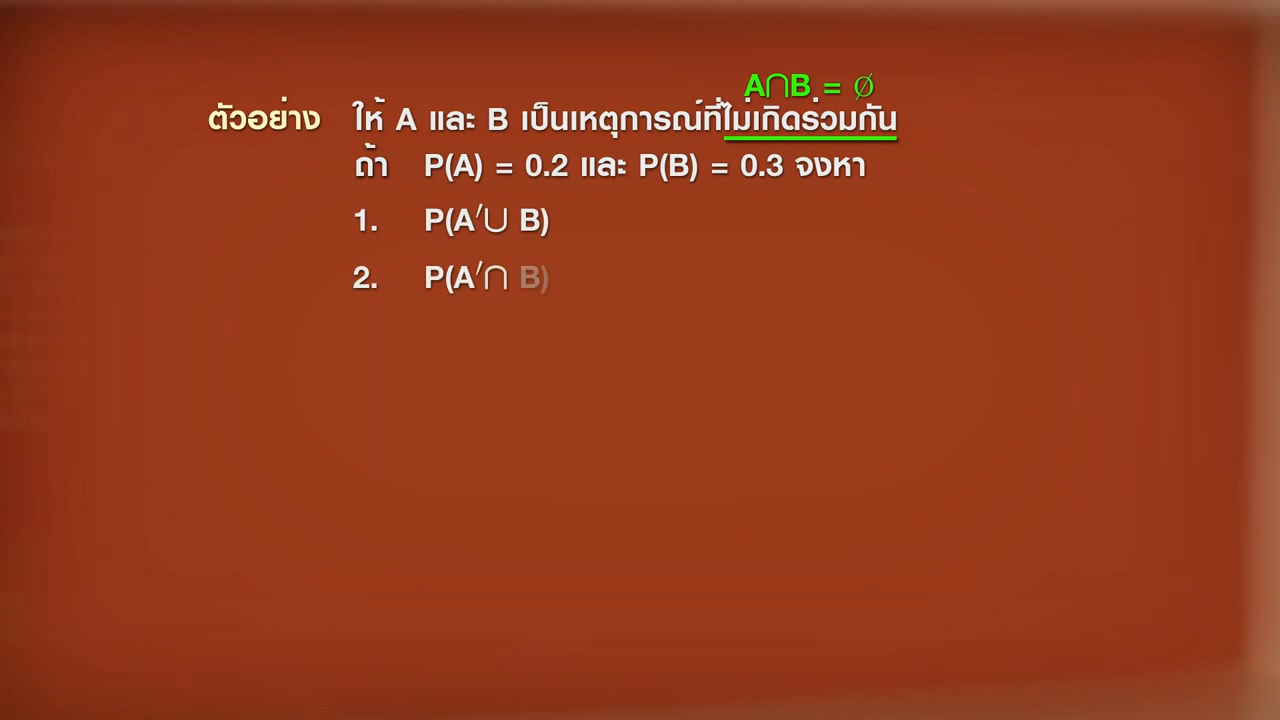 A∩B = Ø
ตัวอย่าง ให้ A และ B เป็นเหตุการณ์ที่ไม่เกิดร่วมกัน
ถ้า P(A) = 0.2 และ P(B) = 0.3 จงหา
1. P(A′∪ B)
2. P(A′∩ B)